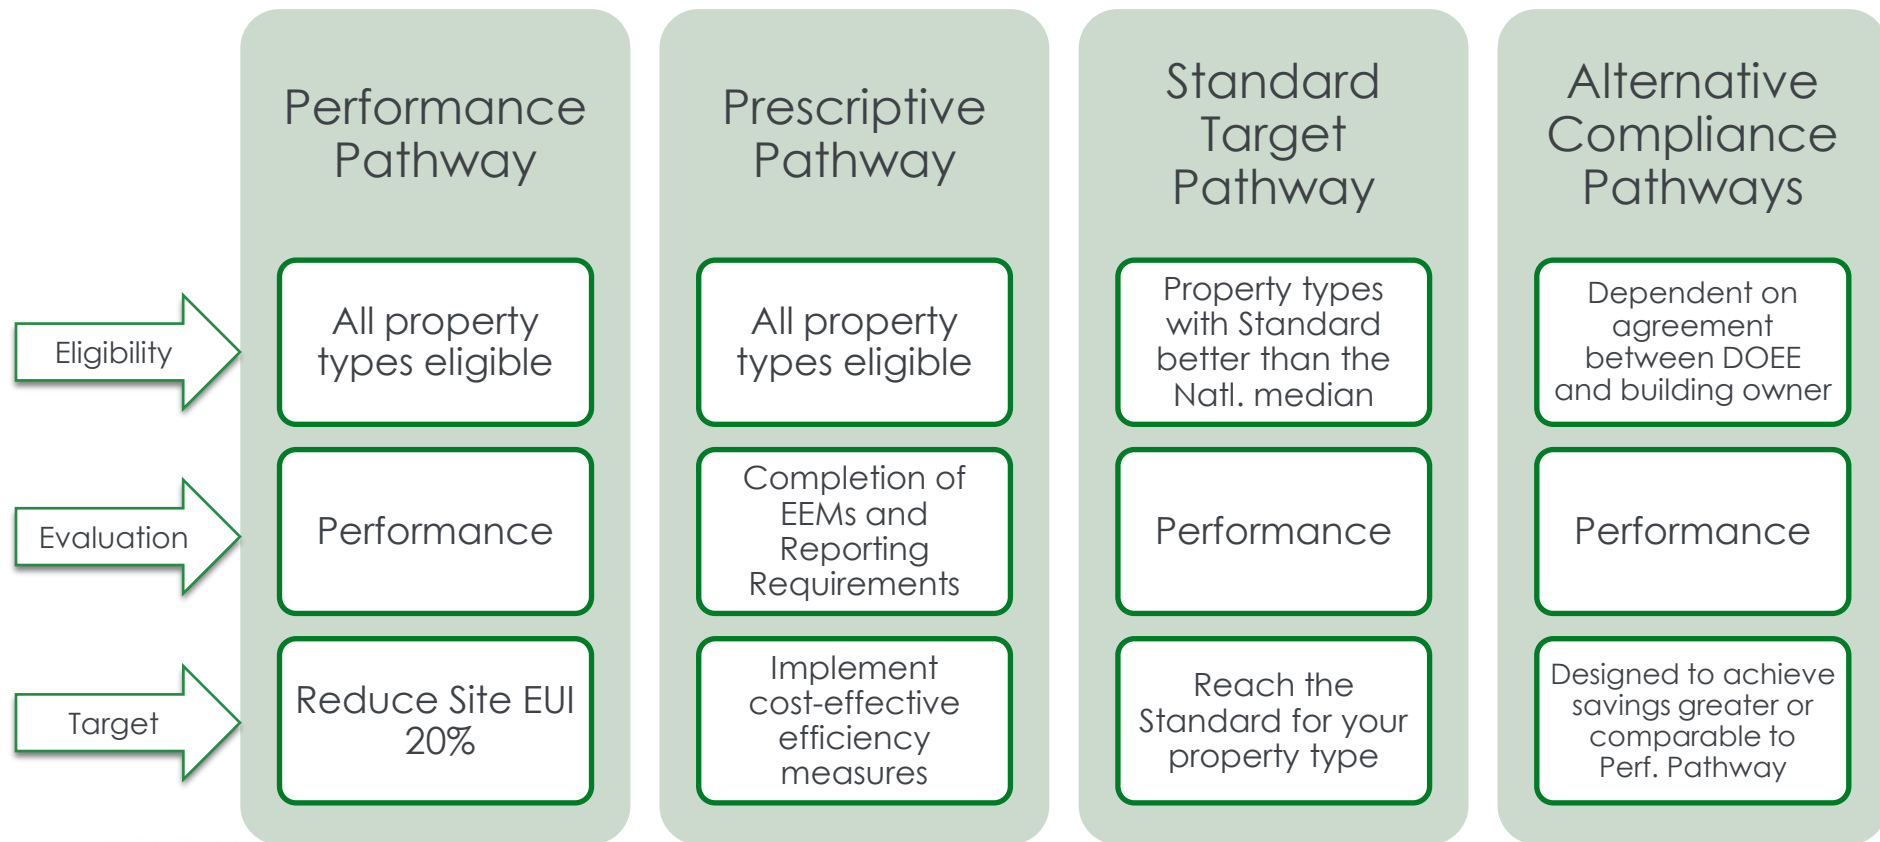 Performance
Pathway
Prescriptive
Pathway
Standard
Target
Pathway
Alternative
Compliance
Pathways
Eligibility
All property
types eligible
All property
types eligible
Property types
with Standard
better than the
Natl. median
Dependent on
agreement
between DOEE
and building owner
Evaluation
Performance
Completion of
EEMs and
Reporting
Requirements
Performance
Performance
Target
Reduce Site EUI
20%
Implement
cost-effective
efficiency
measures
Reach the
Standard for your
property type
Designed to achieve
savings greater or
comparable to
Perf. Pathway